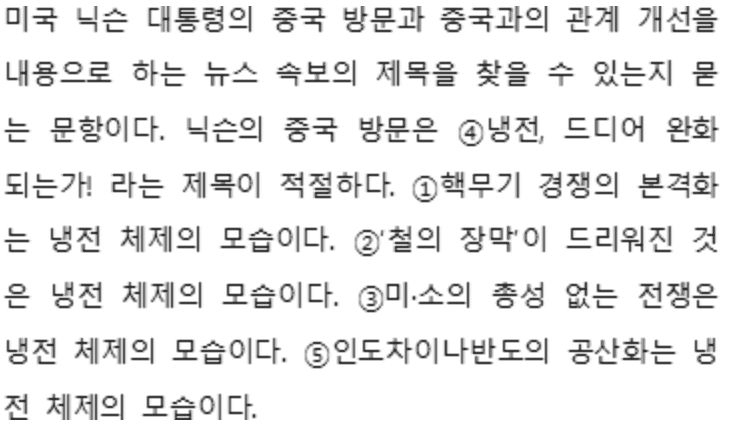 미국 닉슨 대통령의 중국 방문과 중국과의 관계 개선을
내용으로 하는 뉴스 속보의 제목을 찾을 수 있는지 묻
는 문항이다. 닉슨의 중국 방문은 ④냉전, 드디어 완화
되는가! 라는 제목이 적절하다. ①핵무기 경쟁의 본격화
는 냉전 체제의 모습이다. ②‘철의 장막’이 드리워진 것
은 냉전 체제의 모습이다. ③미·소의 총성 없는 전쟁은
냉전 체제의 모습이다. ⑤인도차이나반도의 공산화는 냉
전 체제의 모습이다.